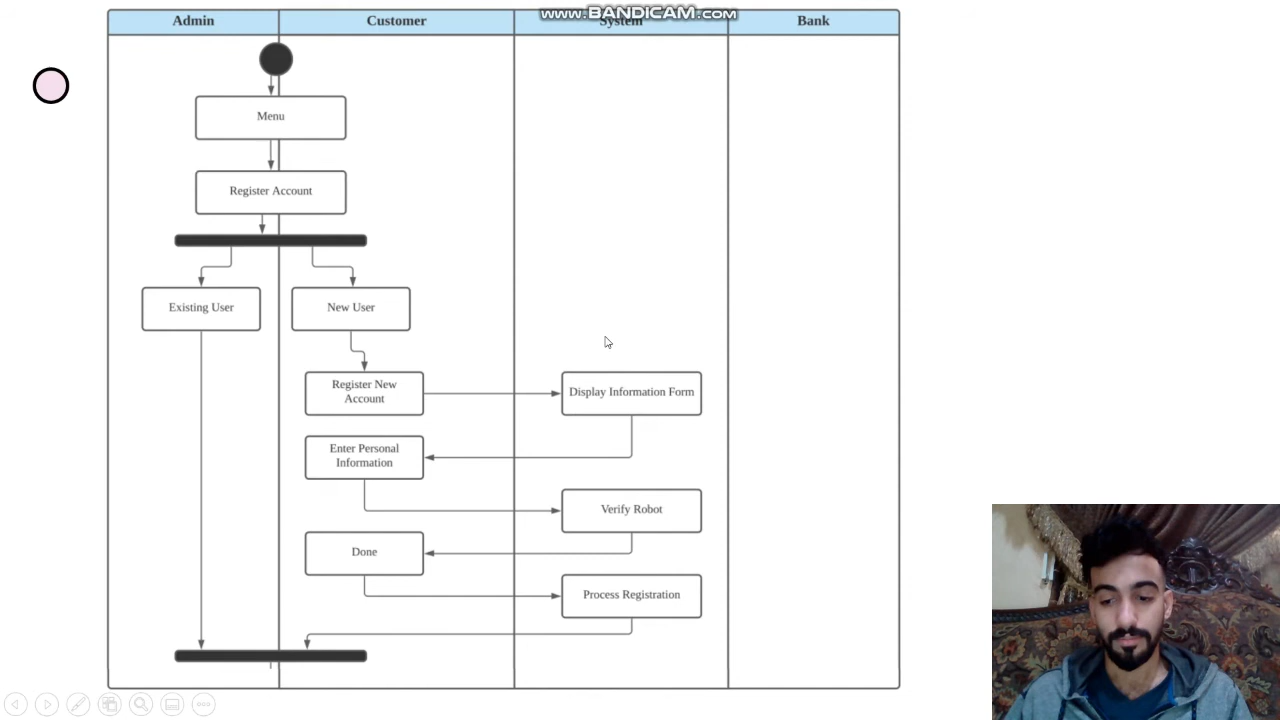 www.BANDICAM.com
Admin
Customer
System
Bank
Menu
Register Account
Existing User
New User
Register New
Account
Display Information Form
Enter Personal
Information
Verify Robot
Done
Process Registration